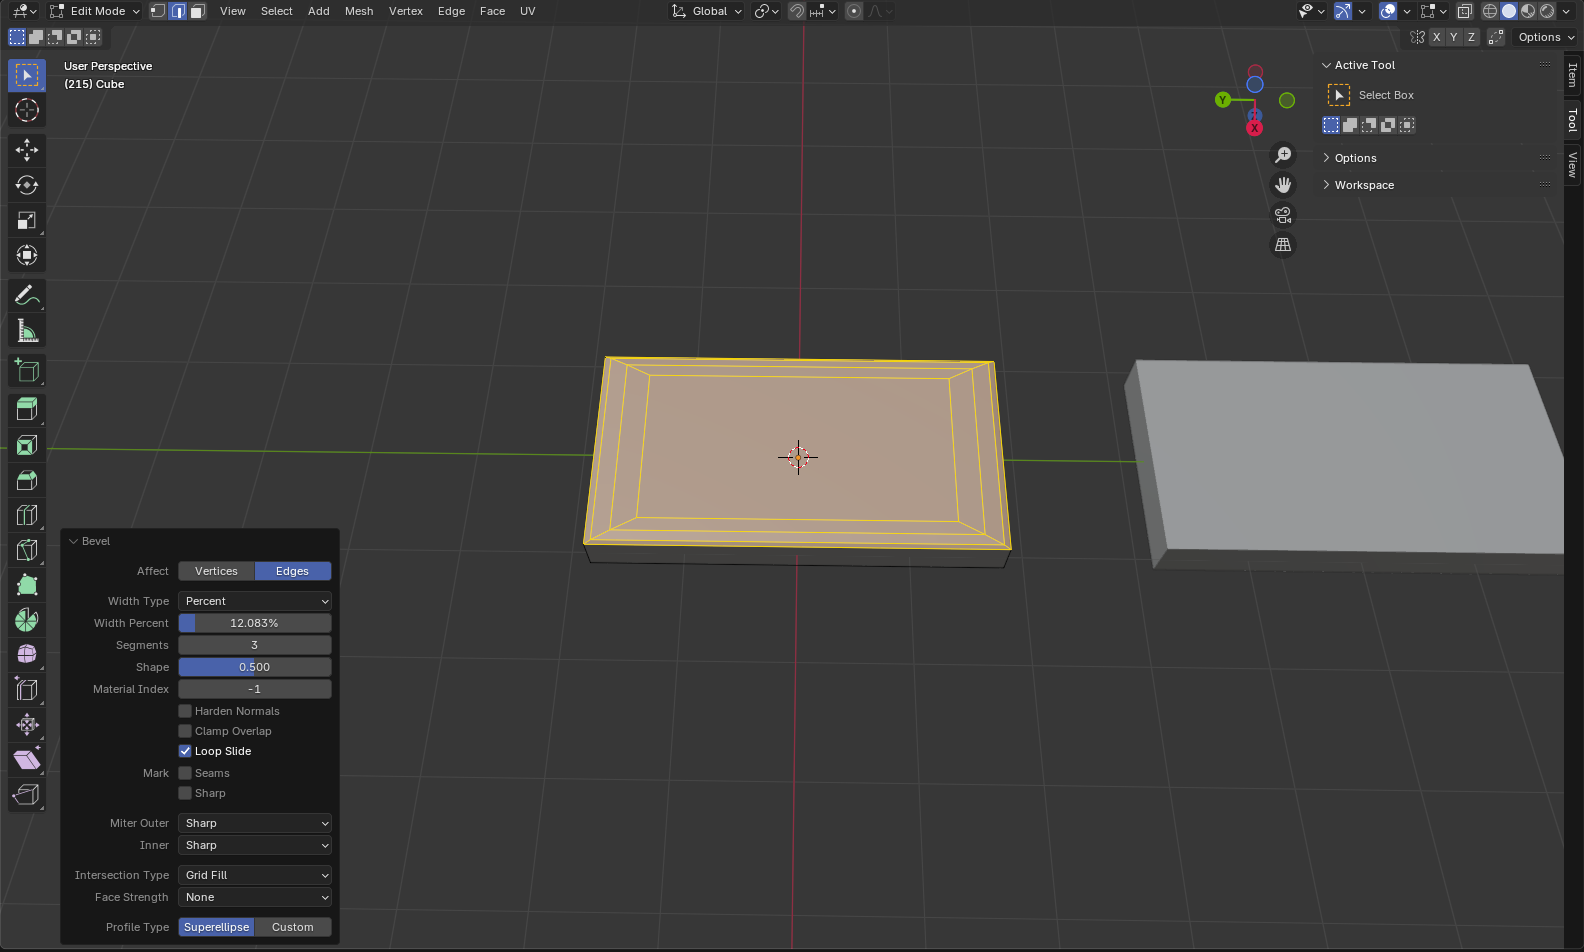 Edit Mode View Select Add Mesh Vertex Edge Face UV Global
X Y Z Options
User Perspective
(215) Cube
Active Tool
Select Box
Options
Workspace
Item
Tool
View
Y
X
Bevel
Affect Vertices Edges
Width Type Percent
Width Percent 12.083%
Segments 3
Shape 0.500
Material Index -1
Harden Normals
Clamp Overlap
Loop Slide
Mark Seams
Sharp
Miter Outer Sharp
Inner Sharp
Intersection Type Grid Fill
Face Strength None
Profile Type Superellipse Custom